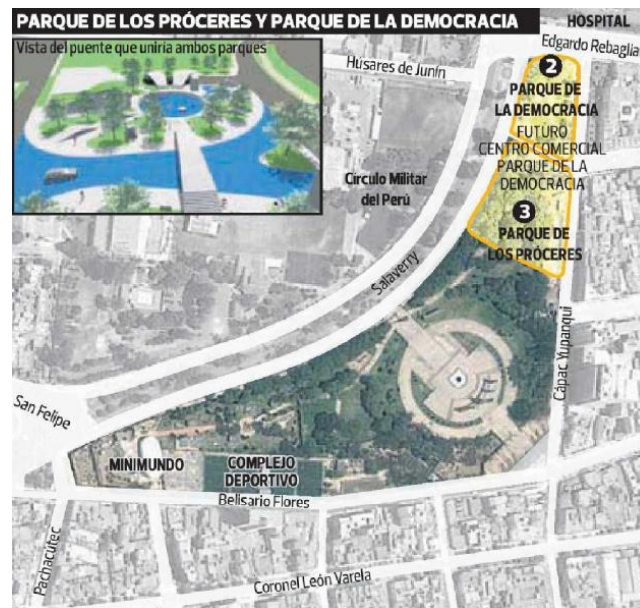 PARQUE DE LOS PRÓCERES Y PARQUE DE LA DEMOCRACIA
HOSPITAL
Vista del puente que uniría ambos parques
Edgardo Rebaglia
Húsares de Junín
2
PARQUE DE
LA DEMOCRACIA
FUTURO
CENTRO COMERCIAL
PARQUE DE LA
DEMOCRACIA
Círculo Militar
del Perú
3
PARQUE DE
LOS PRÓCERES
Salaverry
Cápac Yupanqui
San Felipe
MINIMUNDO
COMPLEJO
DEPORTIVO
Belisario Flores
Pachacútec
Coronel León Varela